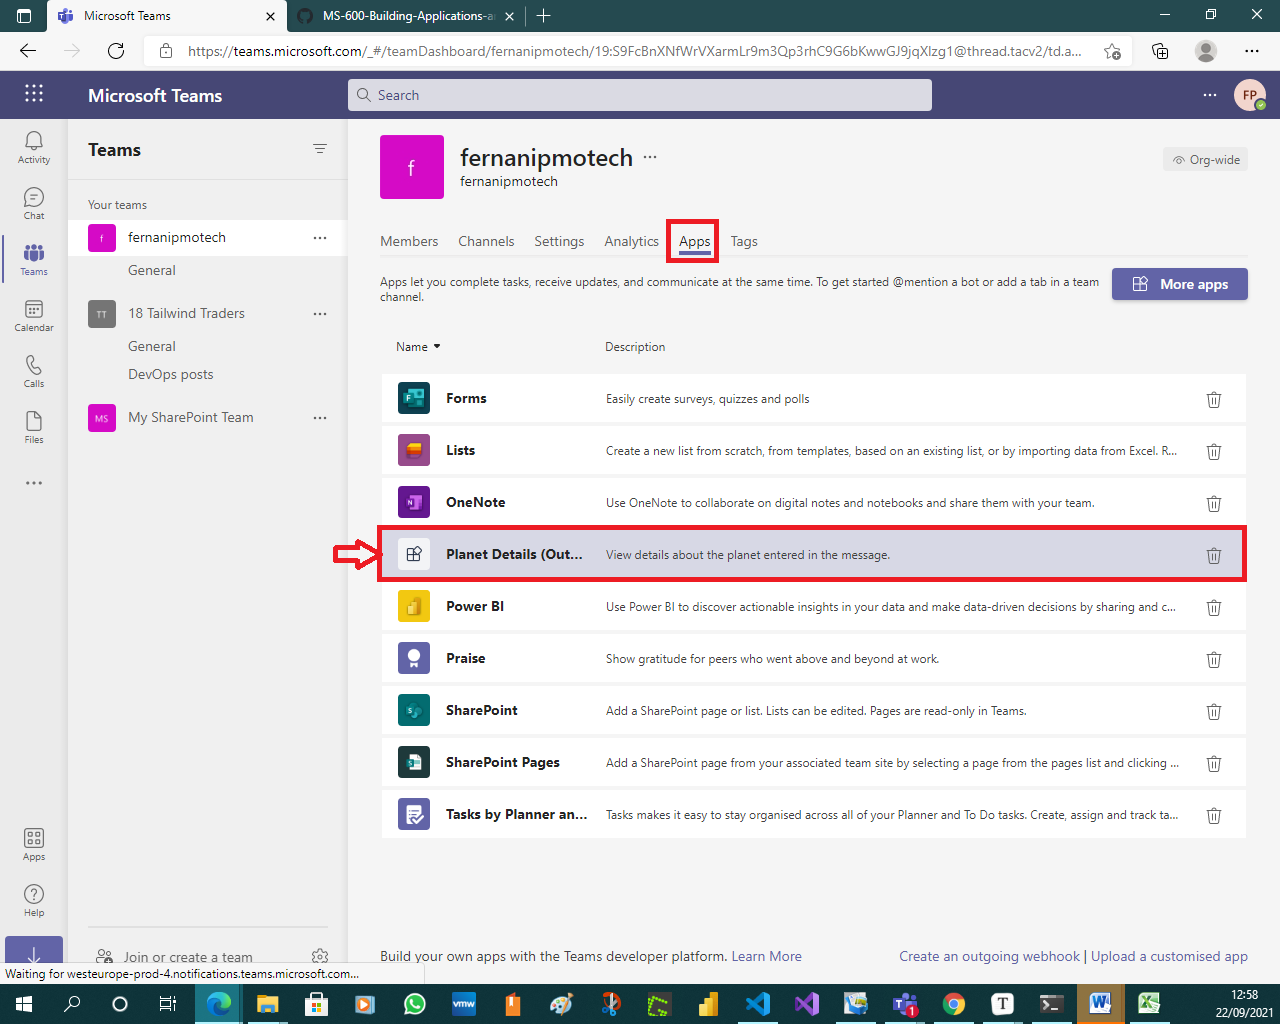 Microsoft Teams
MS-600-Building-Applications-a
https://teams.microsoft.com/_#/teamDashboard/fernanipmotech/19:S9FcBnXNfWrVXarmLr9m3Qp3rhC9G6bKwwGJ9jqXlzg1@thread.tacv2/td.a...
Microsoft Teams
Search
FP
Activity
Chat
Teams
Calendar
Calls
Files
Apps
Help
Teams
Your teams
f
fernanipmotech
General
TT
18 Tailwind Traders
General
DevOps posts
MS
My SharePoint Team
Join or create a team
f
fernanipmotech
fernanipmotech
Org-wide
Members
Channels
Settings
Analytics
Apps
Tags
Apps let you complete tasks, receive updates, and communicate at the same time. To get started @mention a bot or add a tab in a team
channel.
More apps
Name
Description
Forms
Easily create surveys, quizzes and polls
Lists
Create a new list from scratch, from templates, based on an existing list, or by importing data from Excel. R...
OneNote
Use OneNote to collaborate on digital notes and notebooks and share them with your team.
Planet Details (Out...
View details about the planet entered in the message.
Power BI
Use Power BI to discover actionable insights in your data and make data-driven decisions by sharing and c...
Praise
Show gratitude for peers who went above and beyond at work.
SharePoint
Add a SharePoint page or list. Lists can be edited. Pages are read-only in Teams.
SharePoint Pages
Add a SharePoint page from your associated team site by selecting a page from the pages list and clicking ...
Tasks by Planner an...
Tasks makes it easy to stay organised across all of your Planner and To Do tasks. Create, assign and track ta...
Build your own apps with the Teams developer platform. Learn More
Create an outgoing webhook | Upload a customised app
Waiting for westeurope-prod-4.notifications.teams.microsoft.com...
vmw
1
T
12:58
22/09/2021